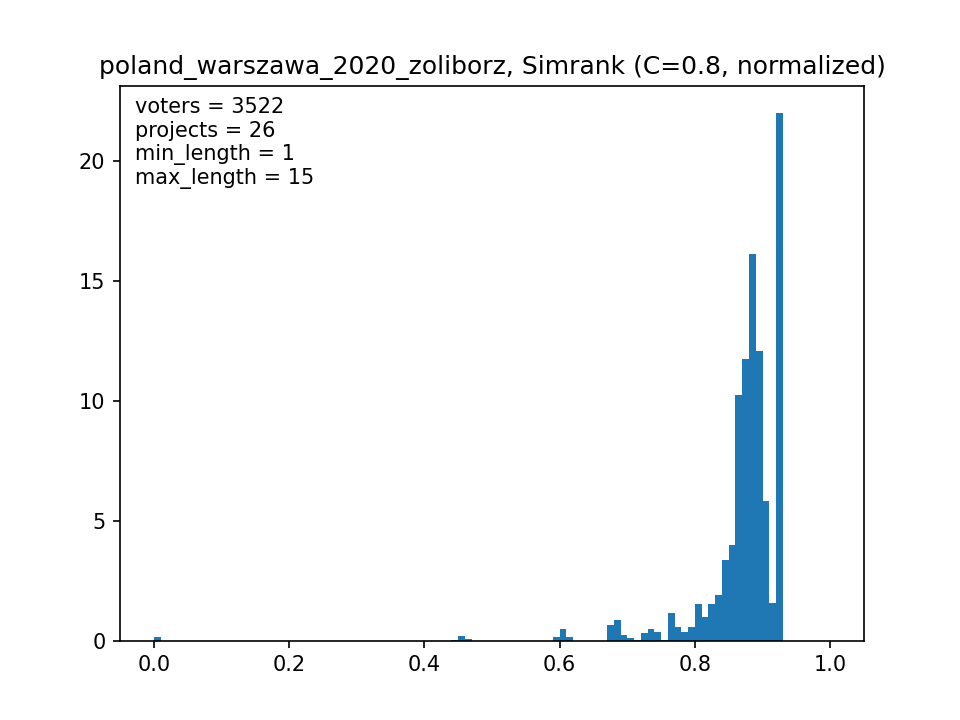 poland_warszawa_2020_zoliborz, Simrank (C=0.8, normalized)
voters = 3522
projects = 26
min_length = 1
max_length = 15
20
15
10
5
0
0.0 0.2 0.4 0.6 0.8 1.0